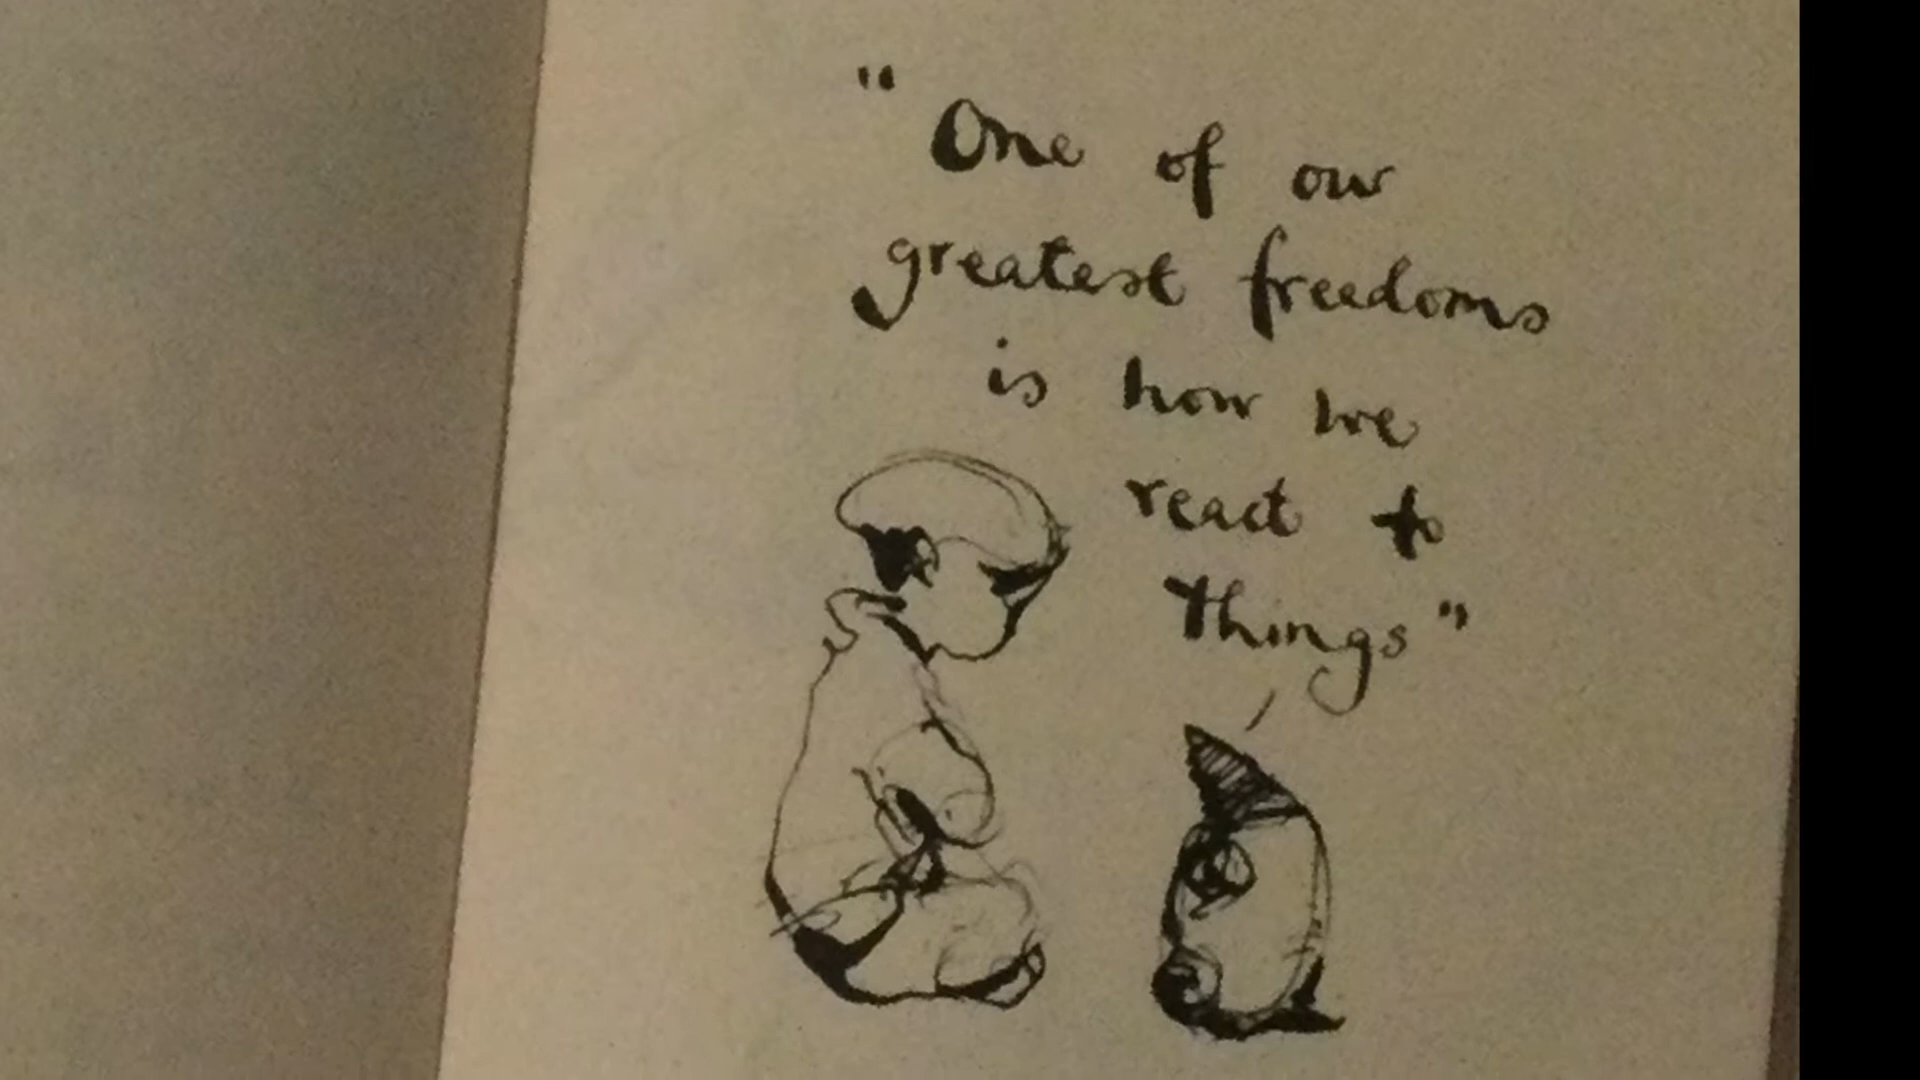 "One of our
greatest freedoms
is how we
react to
things"